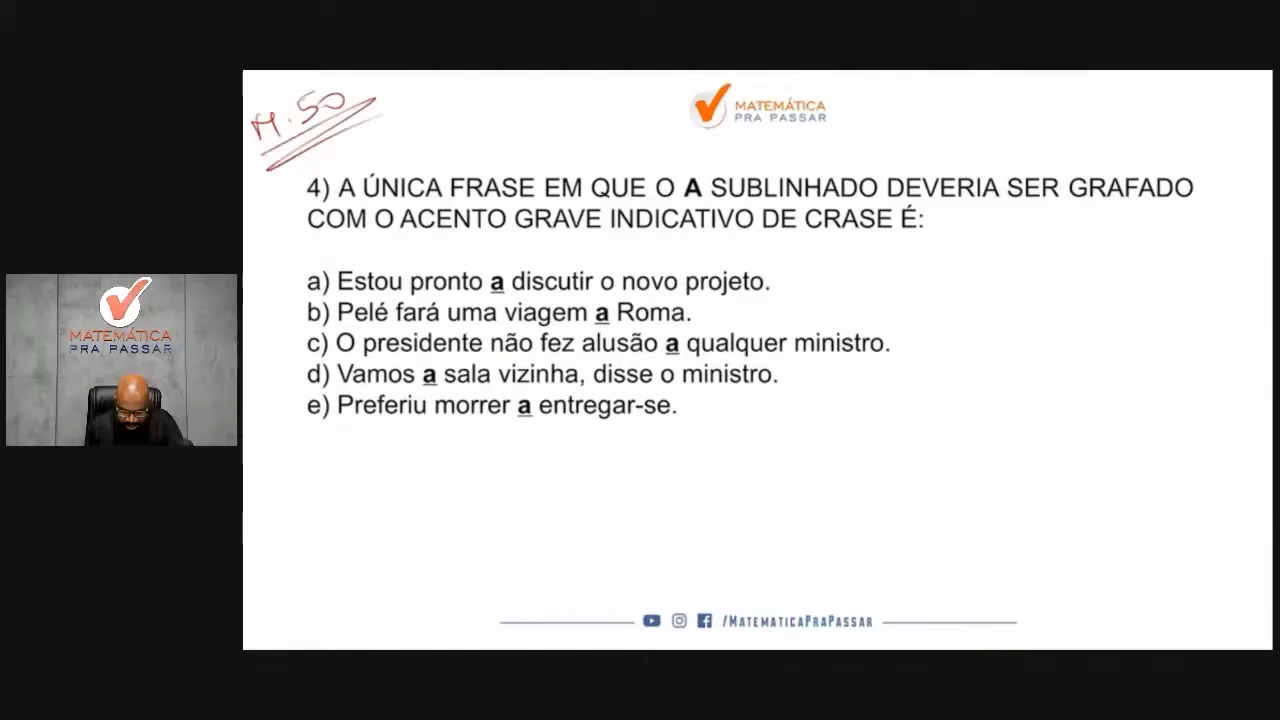 M.50
MATEMÁTICA
PRA PASSAR
4) A ÚNICA FRASE EM QUE O A SUBLINHADO DEVERIA SER GRAFADO
COM O ACENTO GRAVE INDICATIVO DE CRASE É:
a) Estou pronto a discutir o novo projeto.
b) Pelé fará uma viagem a Roma.
c) O presidente não fez alusão a qualquer ministro.
d) Vamos a sala vizinha, disse o ministro.
e) Preferiu morrer a entregar-se.
MATEMÁTICA
PRA PASSAR
/MATEMATICAPRAPASSAR